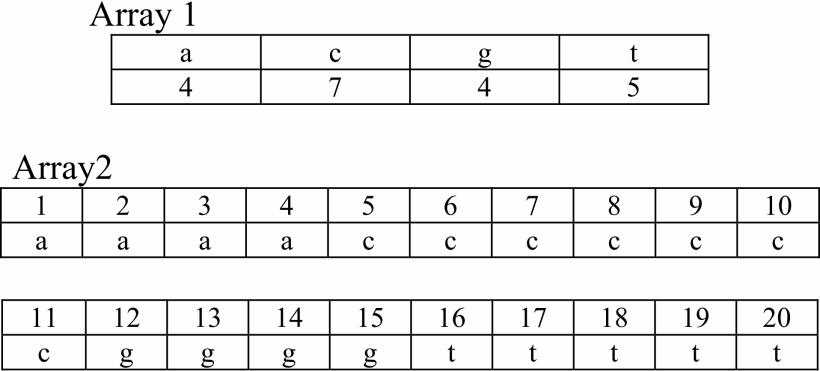 Array 1
a c g t
4 7 4 5
Array2
1 2 3 4 5 6 7 8 9 10
a a a a c c c c c c
11 12 13 14 15 16 17 18 19 20
c g g g g t t t t t